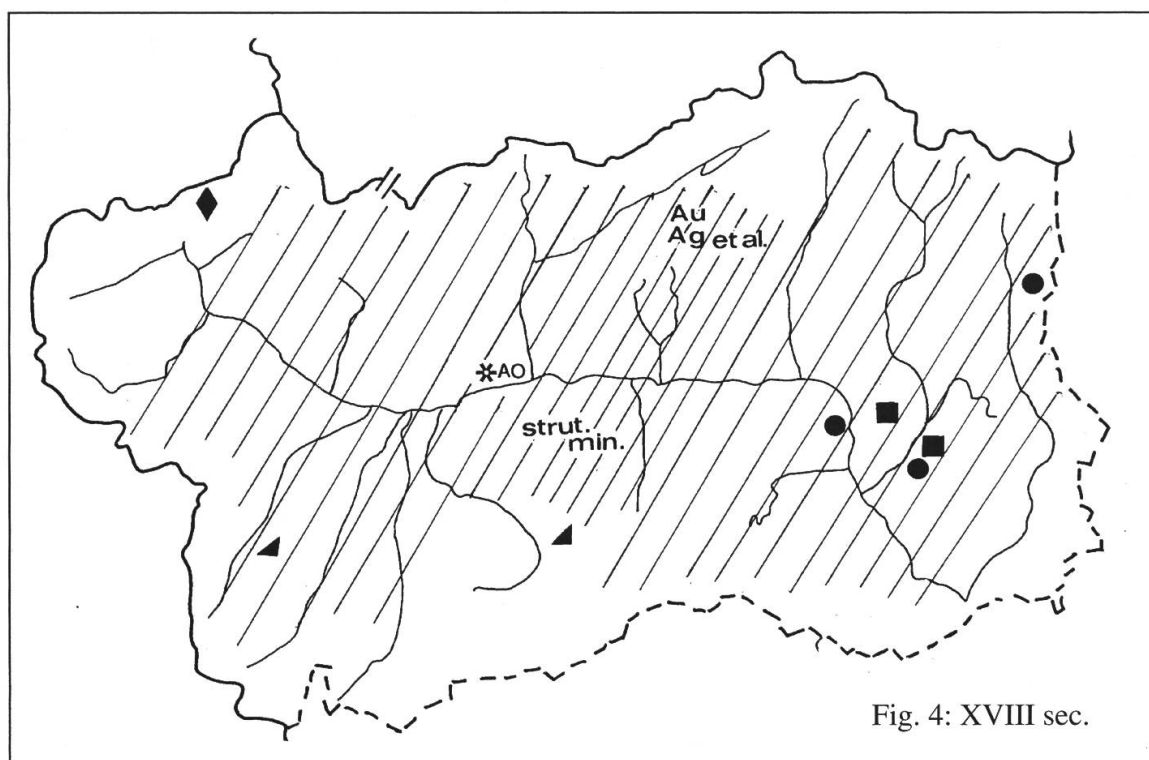 Au
Ag et al.
AO
strut.
min.
Fig. 4: XVIII sec.